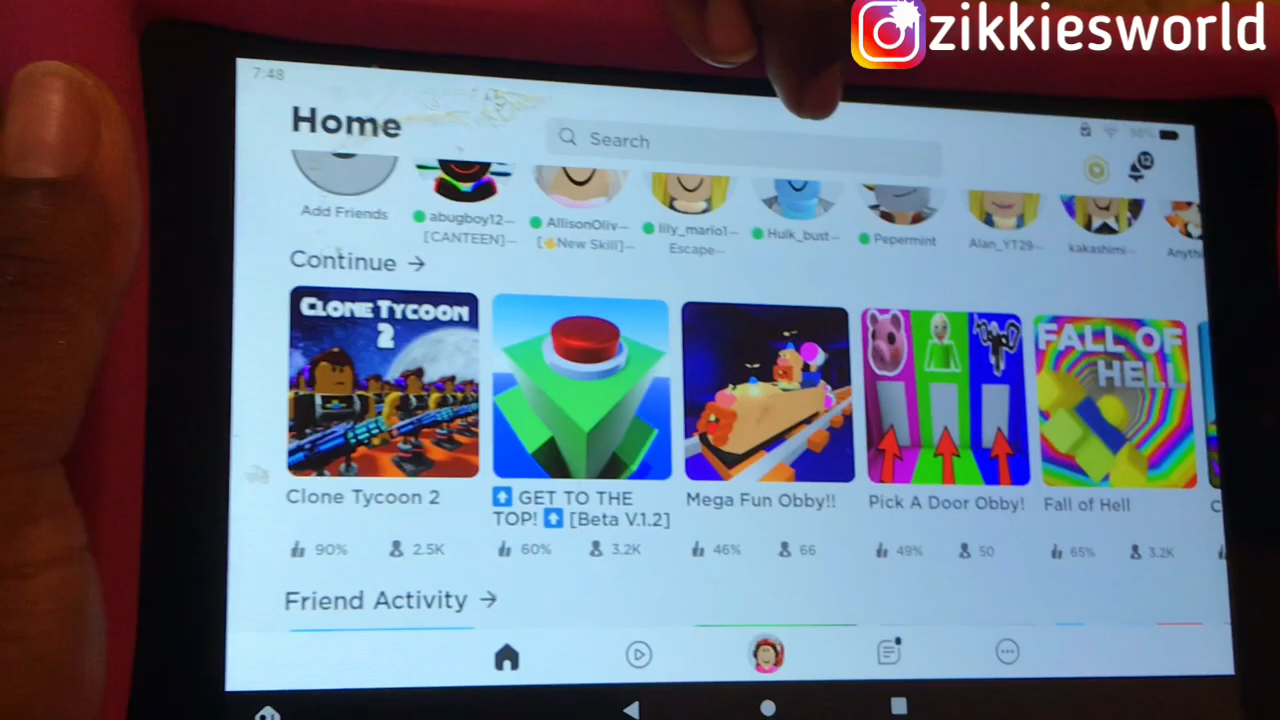 zikkiesworld
7:48
98%
Home
Search
12
Add Friends
abugboy12--
[CANTEEN]--
AllisonOliv--
[New Skill]--
lily_mario1--
Escape--
Hulk_bust--
Pepermint
Alan_YT29--
kakashimi--
Anythi
Continue →
CLONE TYCOON
2
FALL OF
HELL
Clone Tycoon 2
GET TO THE
TOP! [Beta V.1.2]
Mega Fun Obby!!
Pick A Door Obby!
Fall of Hell
C
90%
2.5K
60%
3.2K
46%
66
49%
50
65%
3.2K
Friend Activity →